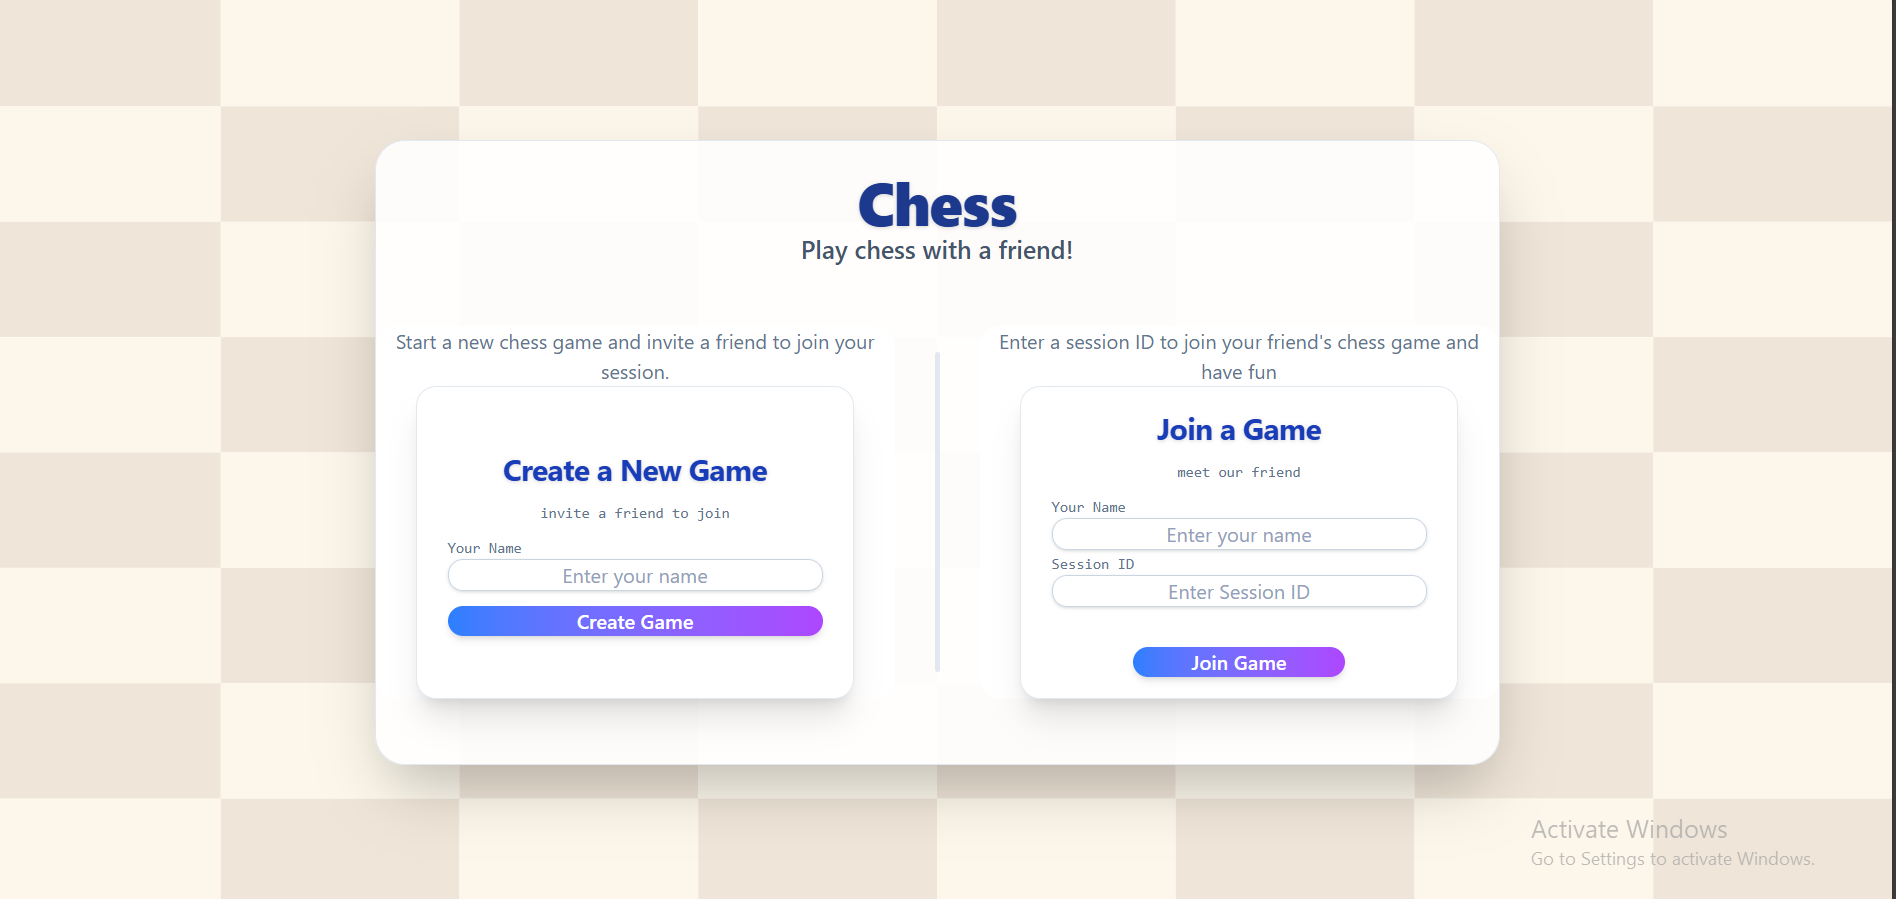 Chess
Play chess with a friend!
Start a new chess game and invite a friend to join your
session.
Create a New Game
invite a friend to join
Your Name
Enter your name
Create Game
Enter a session ID to join your friend's chess game and
have fun
Join a Game
meet our friend
Your Name
Enter your name
Session ID
Enter Session ID
Join Game
Activate Windows
Go to Settings to activate Windows.